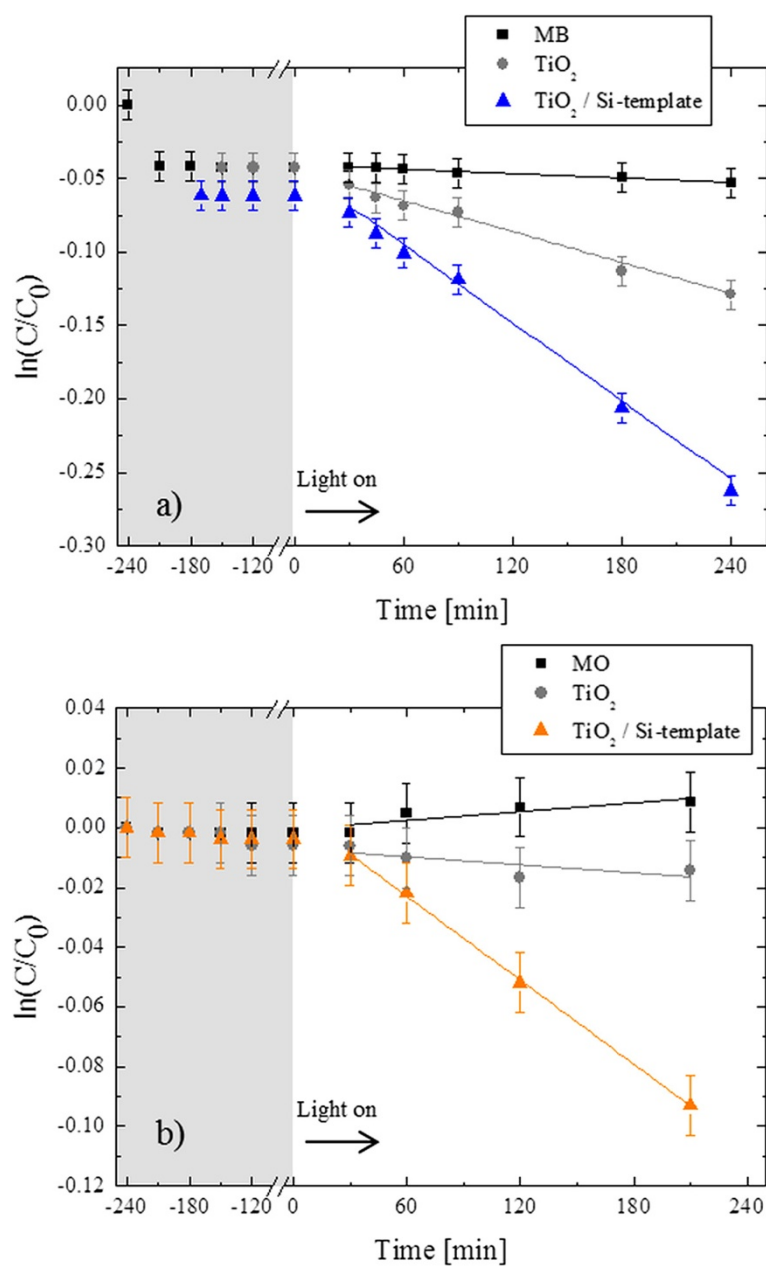 MB
TiO₂
TiO₂ / Si-template
0.00
-0.05
-0.10
-0.15
-0.20
-0.25
-0.30
ln(C/C₀)
a)
Light on
-240 -180 -120 0 60 120 180 240
Time [min]
MO
TiO₂
TiO₂ / Si-template
0.04
0.02
0.00
-0.02
-0.04
-0.06
-0.08
-0.10
-0.12
ln(C/C₀)
b)
Light on
-240 -180 -120 0 60 120 180 240
Time [min]